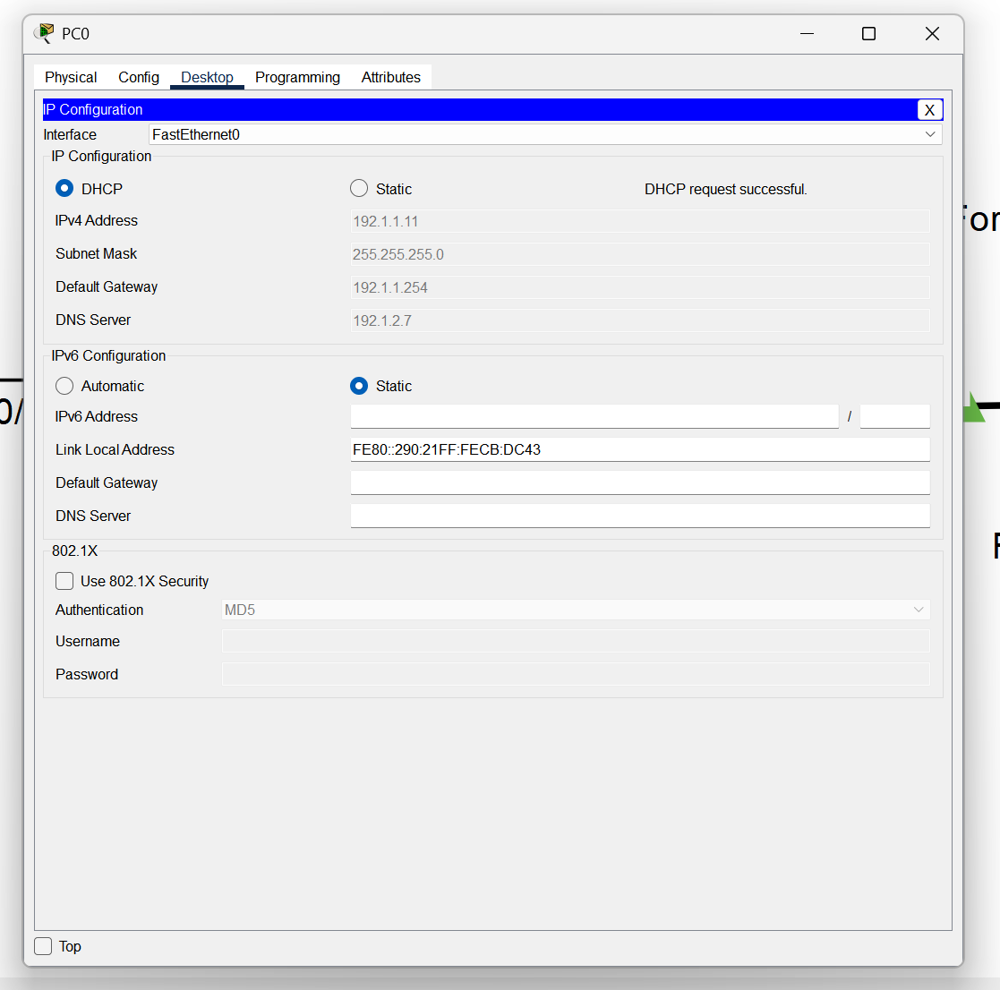 PC0
Physical Config Desktop Programming Attributes
IP Configuration X
Interface FastEthernet0
IP Configuration
DHCP Static DHCP request successful.
IPv4 Address 192.1.1.11
Subnet Mask 255.255.255.0
Default Gateway 192.1.1.254
DNS Server 192.1.2.7
IPv6 Configuration
Automatic Static
IPv6 Address /
Link Local Address FE80::290:21FF:FECB:DC43
Default Gateway
DNS Server
802.1X
Use 802.1X Security
Authentication MD5
Username
Password
Top
0/